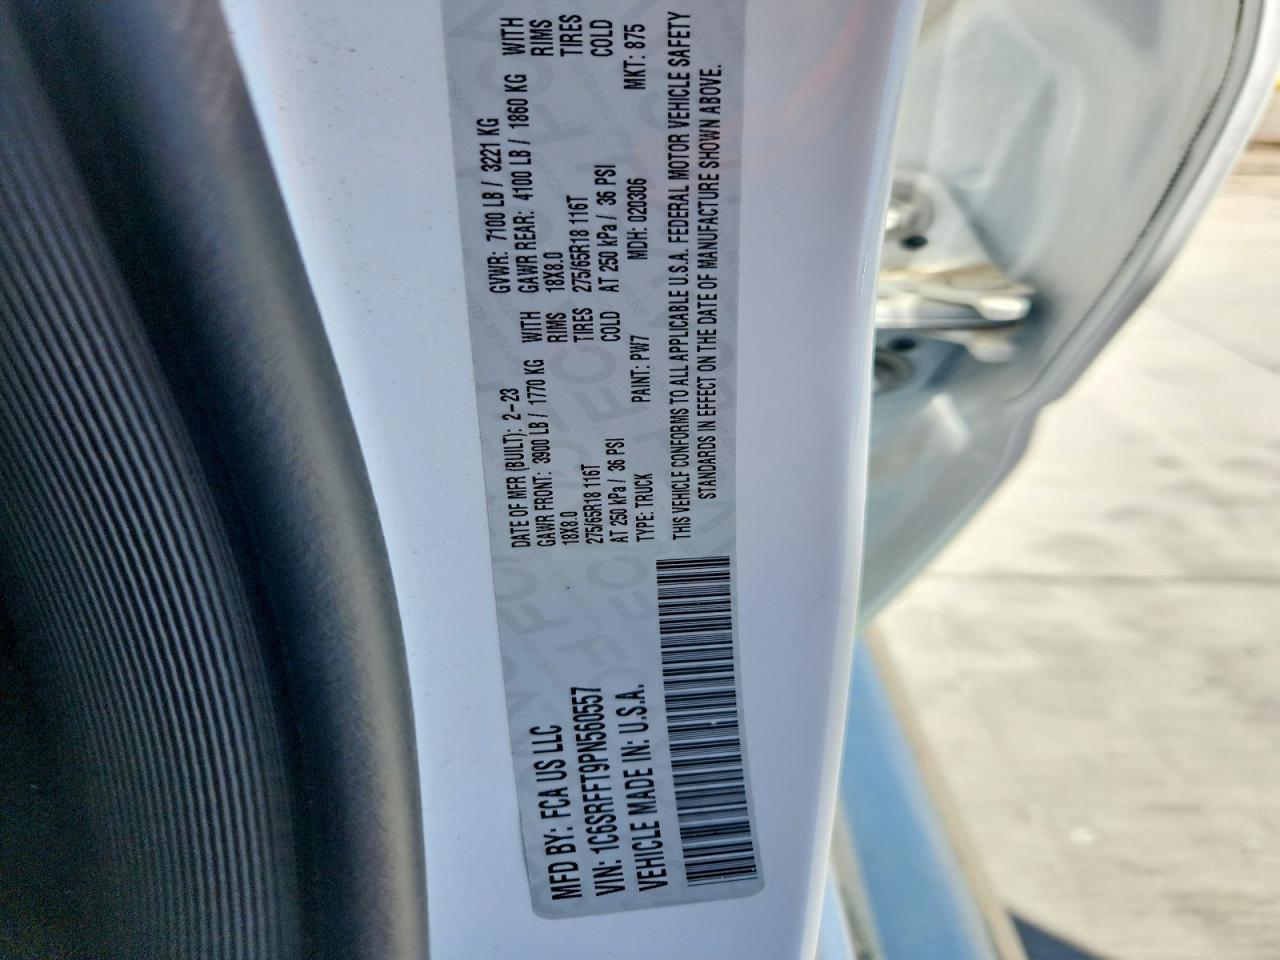 MFD BY: FCA US LLC
DATE OF MFR (BUILT): 2-23
GVWR: 7100 LB / 3221 KG
VIN: 1C6SRFFT9PN560557
GAWR FRONT: 3900 LB / 1770 KG WITH
GAWR REAR: 4100 LB / 1860 KG WITH
VEHICLE MADE IN: U.S.A.
18X8.0 RIMS
18X8.0 RIMS
275/65R18 116T TIRES
275/65R18 116T TIRES
AT 250 kPa / 36 PSI COLD
AT 250 kPa / 36 PSI COLD
TYPE: TRUCK PAINT: PW7 MDH: 020306 MKT: 875
THIS VEHICLE CONFORMS TO ALL APPLICABLE U.S.A. FEDERAL MOTOR VEHICLE SAFETY
STANDARDS IN EFFECT ON THE DATE OF MANUFACTURE SHOWN ABOVE.